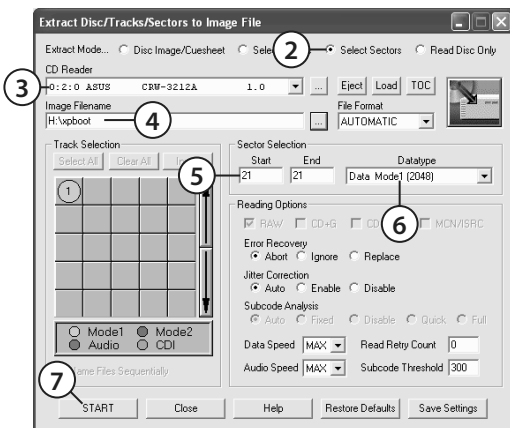 Extract Disc/Tracks/Sectors to Image File
Extract Mode... Disc Image/Cuesheet Selec 2 Select Sectors Read Disc Only
CD Reader
3 0:2:0 ASUS CRW-3212A 1.0 ... Eject Load TOC
Image Filename File Format
H:\xpboot 4 ... AUTOMATIC
Track Selection Sector Selection
Select All Clear All In Start End Datatype
5 21 21 Data Mode1 (2048)
1
Reading Options
RAW CD+G CD 6 MCN/ISRC
Error Recovery
Abort Ignore Replace
Jitter Correction
Auto Enable Disable
Subcode Analysis
Auto Fixed Disable Quick Full
Mode1 Mode2
Audio CDI
Data Speed MAX Read Retry Count 0
7 ame Files Sequentially Audio Speed MAX Subcode Threshold 300
START Close Help Restore Defaults Save Settings